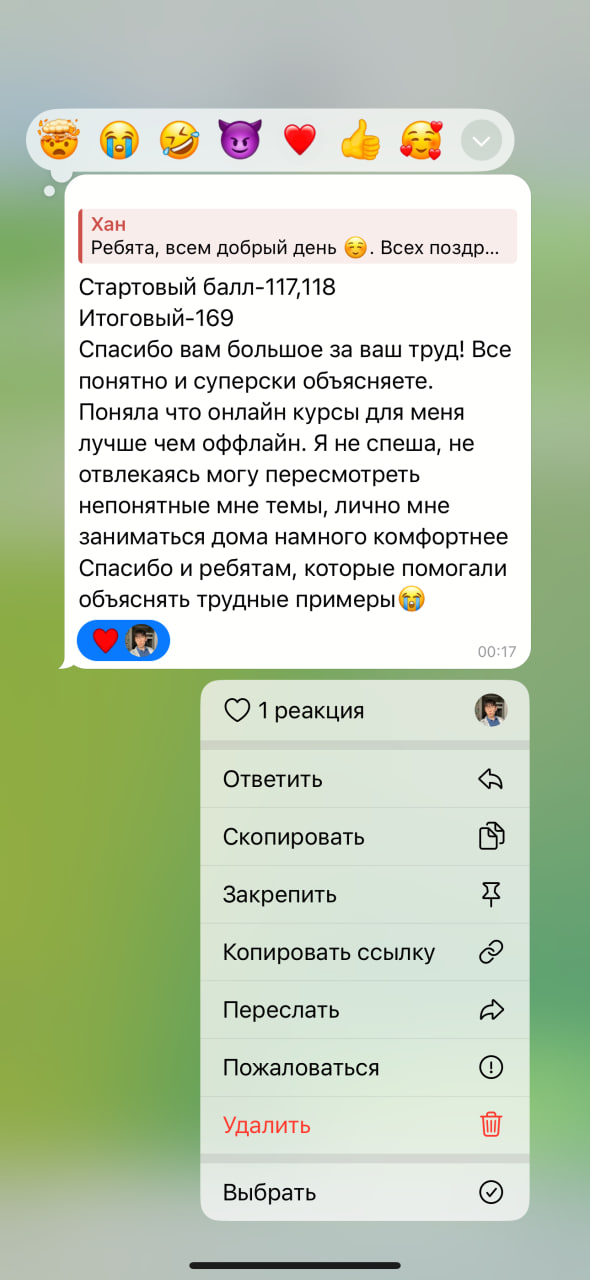 Хан
Ребята, всем добрый день ☺️. Всех поздр...
Стартовый балл-117,118
Итоговый-169
Спасибо вам большое за ваш труд! Все
понятно и суперски объясняете.
Поняла что онлайн курсы для меня
лучше чем оффлайн. Я не спеша, не
отвлекаясь могу пересмотреть
непонятные мне темы, лично мне
заниматься дома намного комфортнее
Спасибо и ребятам, которые помогали
объяснять трудные примеры😭
00:17
1 реакция
Ответить
Скопировать
Закрепить
Копировать ссылку
Переслать
Пожаловаться
Удалить
Выбрать